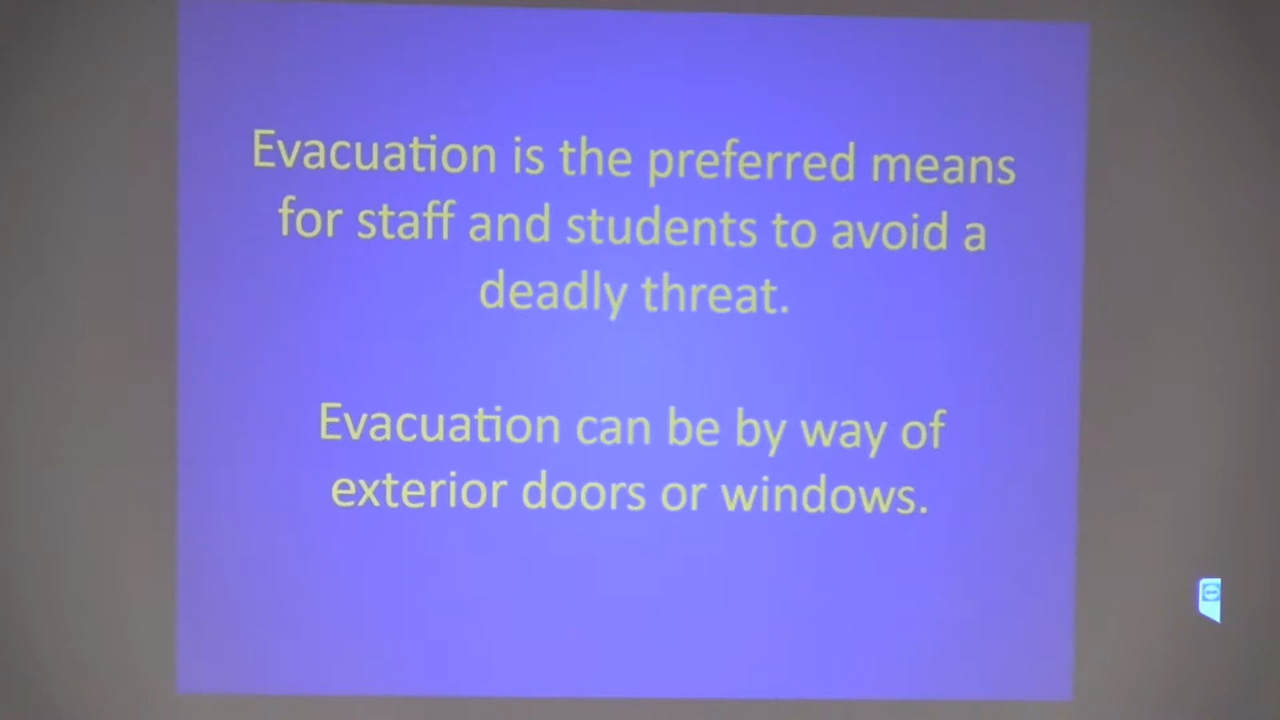 Evacuation is the preferred means
for staff and students to avoid a
deadly threat.
Evacuation can be by way of
exterior doors or windows.